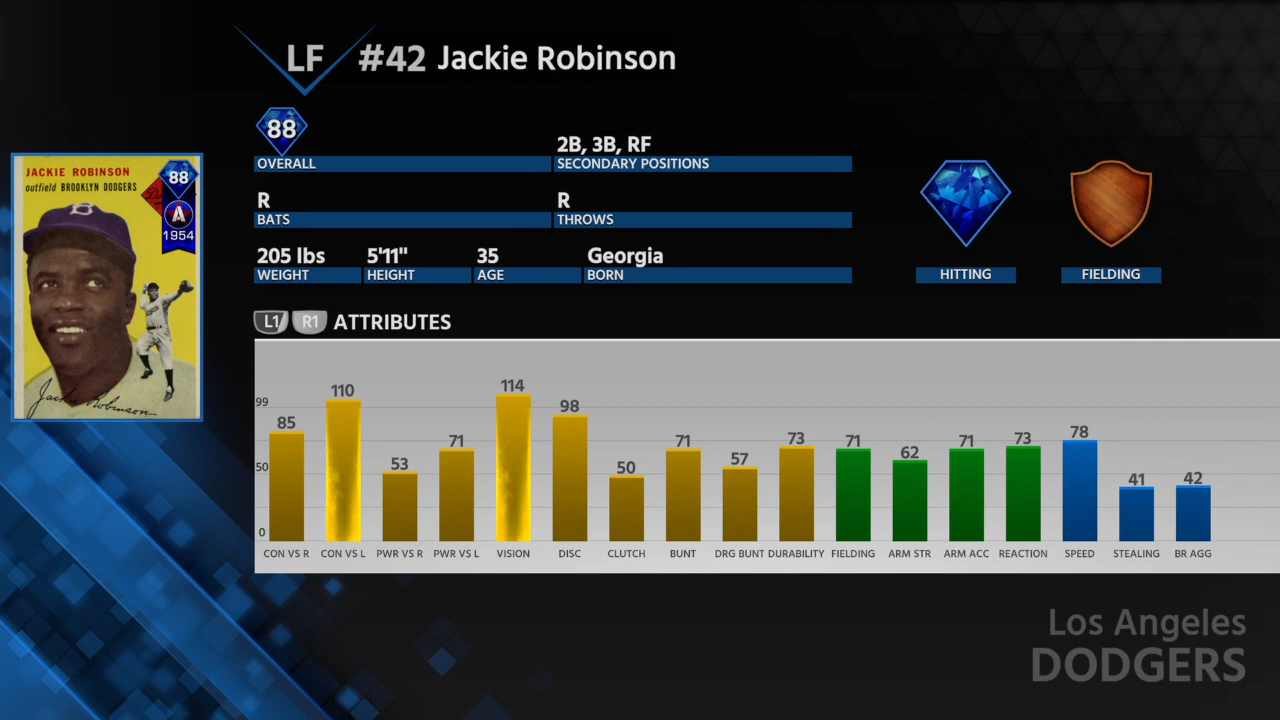 LF #42 Jackie Robinson
88
OVERALL
2B, 3B, RF
SECONDARY POSITIONS
R
BATS
R
THROWS
205 lbs
WEIGHT
5'11"
HEIGHT
35
AGE
Georgia
BORN
JACKIE ROBINSON
outfield BROOKLYN DODGERS
88
A
1954
B
Jackie Robinson
HITTING
FIELDING
L1 R1 ATTRIBUTES
99
50
0
85 110 53 71 114 98 50 71 57 73 71 62 71 73 78 41 42
CON VS R CON VS L PWR VS R PWR VS L VISION DISC CLUTCH BUNT DRG BUNT DURABILITY FIELDING ARM STR ARM ACC REACTION SPEED STEALING BR AGG
Los Angeles
DODGERS